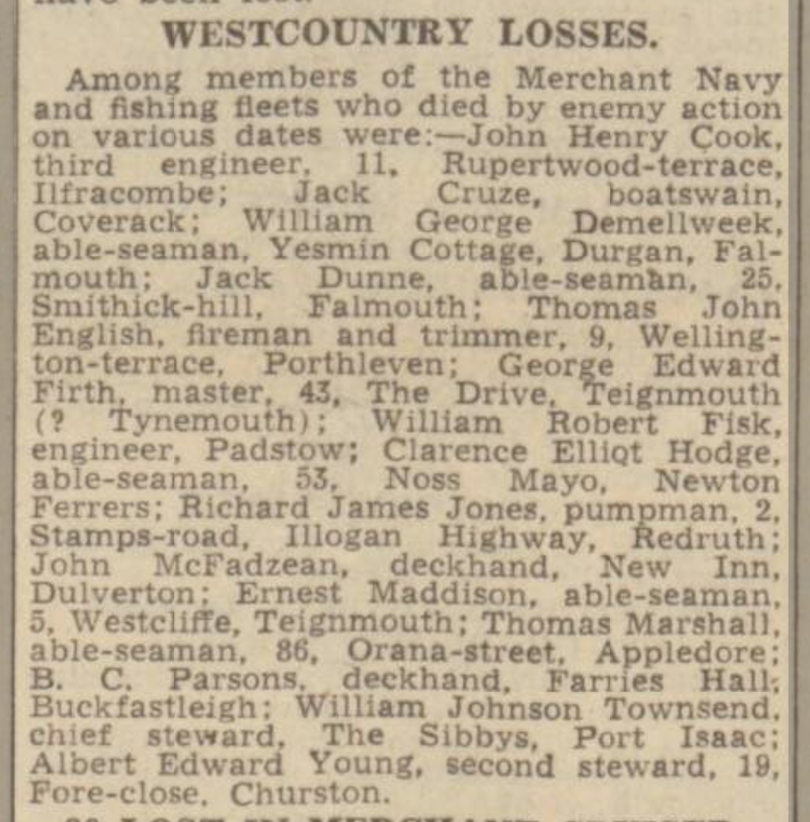 WESTCOUNTRY LOSSES.
Among members of the Merchant Navy
and fishing fleets who died by enemy action
on various dates were:—John Henry Cook,
third engineer, 11, Rupertwood-terrace,
Ilfracombe; Jack Cruze, boatswain,
Coverack; William George Demellweek,
able-seaman, Yesmin Cottage, Durgan, Fal-
mouth; Jack Dunne, able-seaman, 25,
Smithick-hill, Falmouth; Thomas John
English, fireman and trimmer, 9, Welling-
ton-terrace, Porthleven; George Edward
Firth, master, 43, The Drive, Teignmouth
(? Tynemouth); William Robert Fisk,
engineer, Padstow; Clarence Elliot Hodge,
able-seaman, 53, Noss Mayo, Newton
Ferrers; Richard James Jones, pumpman, 2,
Stamps-road, Illogan Highway, Redruth;
John McFadzean, deckhand, New Inn,
Dulverton; Ernest Maddison, able-seaman,
5, Westcliffe, Teignmouth; Thomas Marshall,
able-seaman, 86, Orana-street, Appledore;
B. C. Parsons, deckhand, Farries Hall;
Buckfastleigh; William Johnson Townsend,
chief steward, The Sibbys, Port Isaac;
Albert Edward Young, second steward, 19,
Fore-close, Churston.